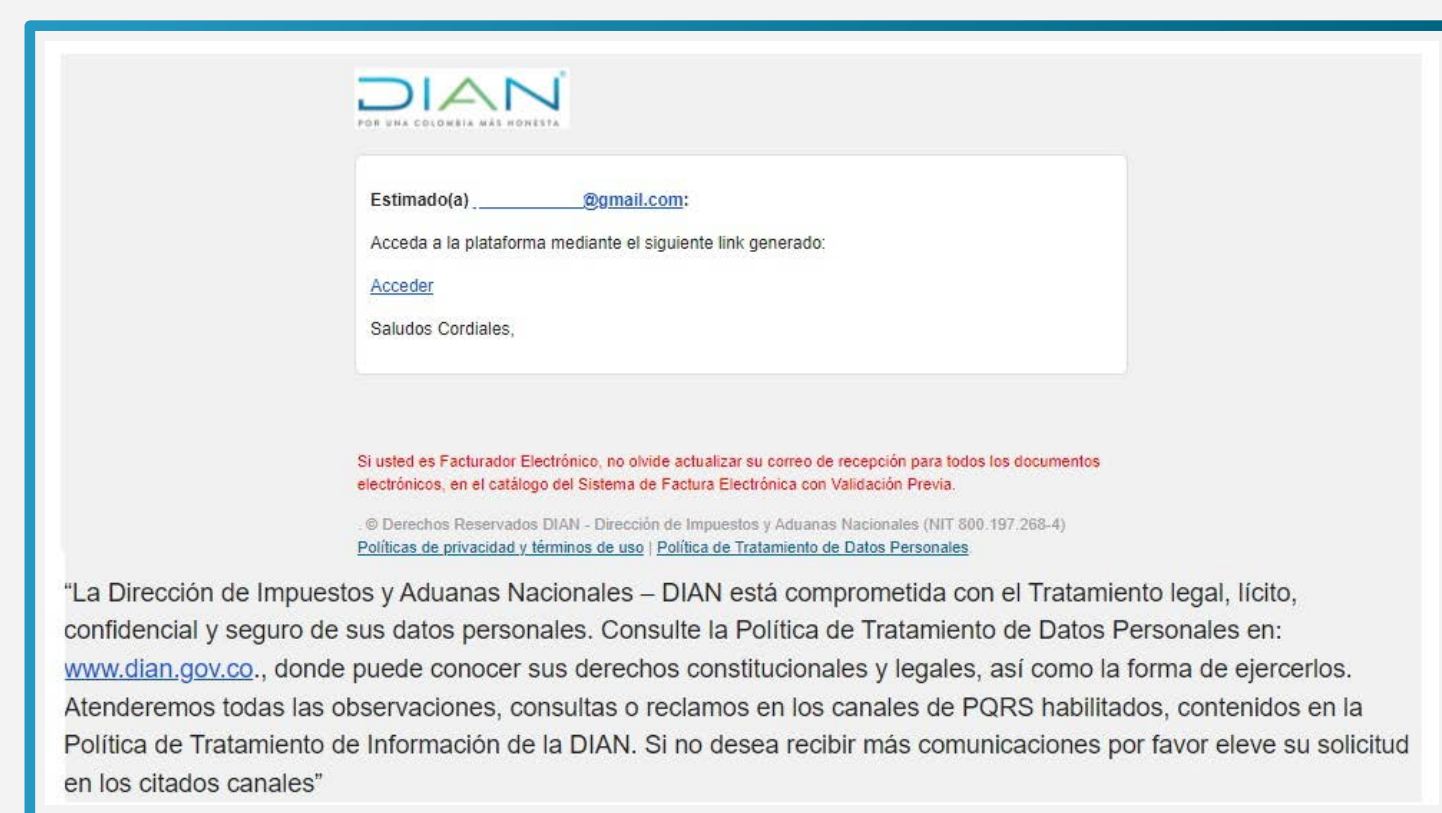 DIAN
POR UNA COLOMBIA MÁS HONESTA
Estimado(a) @gmail.com:
Acceda a la plataforma mediante el siguiente link generado:
Acceder
Saludos Cordiales,
Si usted es Facturador Electrónico, no olvide actualizar su correo de recepción para todos los documentos
electrónicos, en el catálogo del Sistema de Factura Electrónica con Validación Previa.
. © Derechos Reservados DIAN - Dirección de Impuestos y Aduanas Nacionales (NIT 800.197.268-4)
Políticas de privacidad y términos de uso | Política de Tratamiento de Datos Personales
“La Dirección de Impuestos y Aduanas Nacionales – DIAN está comprometida con el Tratamiento legal, lícito,
confidencial y seguro de sus datos personales. Consulte la Política de Tratamiento de Datos Personales en:
www.dian.gov.co., donde puede conocer sus derechos constitucionales y legales, así como la forma de ejercerlos.
Atenderemos todas las observaciones, consultas o reclamos en los canales de PQRS habilitados, contenidos en la
Política de Tratamiento de Información de la DIAN. Si no desea recibir más comunicaciones por favor eleve su solicitud
en los citados canales”